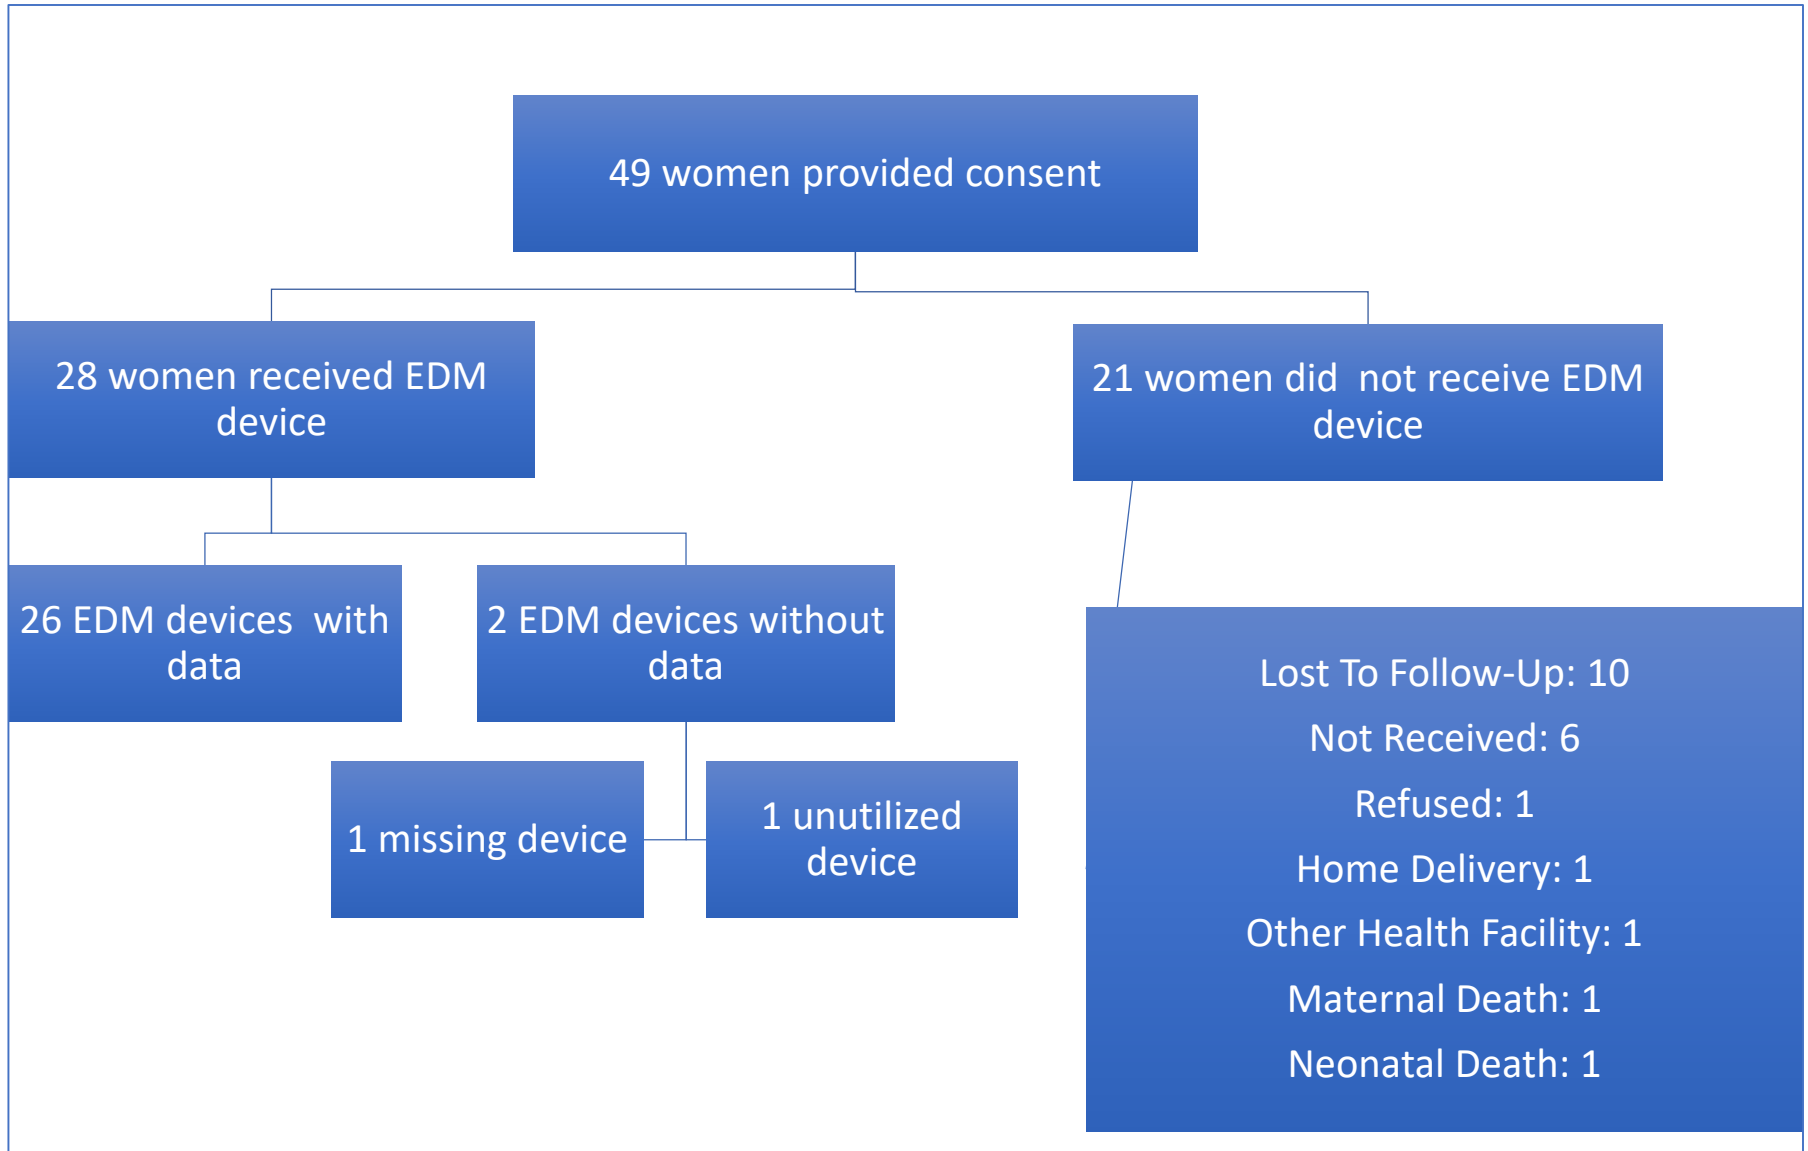 49 women provided consent
28 women received EDM
device
21 women did  not receive EDM
device
26 EDM devices  with
data
2 EDM devices without
data
1 missing device
1 unutilized
device
Lost To Follow-Up: 10
Not Received: 6
Refused: 1
Home Delivery: 1
Other Health Facility: 1
Maternal Death: 1
Neonatal Death: 1